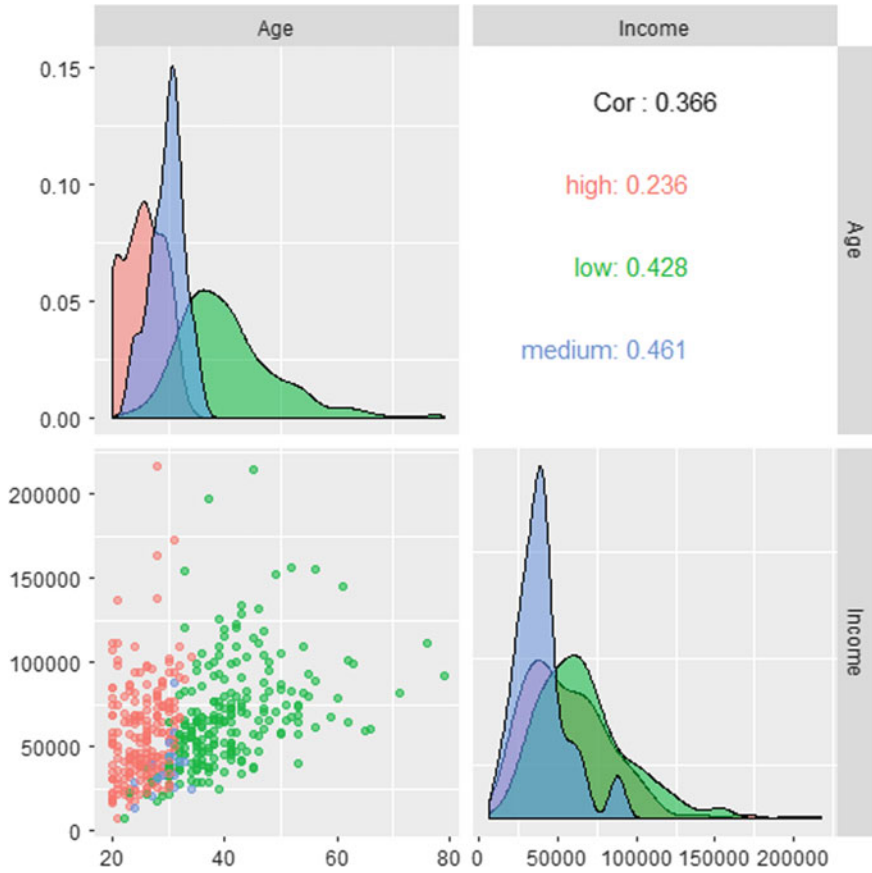 Age
Income
0.15
0.10
0.05
0.00
Cor : 0.366
high: 0.236
low: 0.428
medium: 0.461
Age
200000
150000
100000
50000
0
Income
20 40 60 80
0 50000 100000 150000 200000